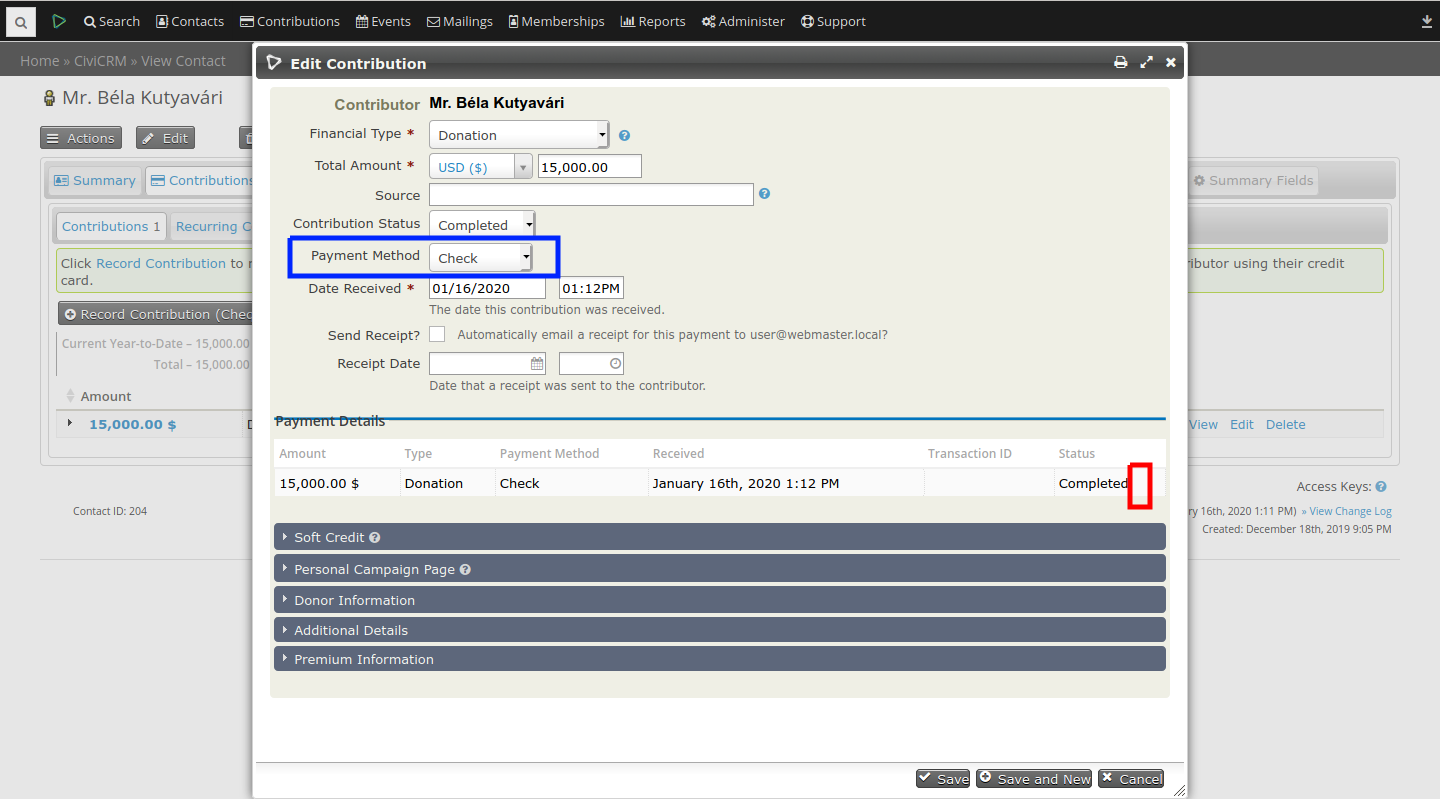 Search Contacts Contributions Events Mailings Memberships Reports Administer Support
Home » CiviCRM » View Contact
Mr. Béla Kutyavári
Actions Edit
Summary Contributions Summary Fields
Contributions 1 Recurring C
Click Record Contribution to r
ributor using their credit
card.
Record Contribution (Chec
Current Year-to-Date – 15,000.00
Total – 15,000.00
Amount
15,000.00 $ View Edit Delete
Access Keys:
Contact ID: 204
ry 16th, 2020 1:11 PM) » View Change Log
Created: December 18th, 2019 9:05 PM
Edit Contribution
Contributor Mr. Béla Kutyavári
Financial Type * Donation
Total Amount * USD ($) 15,000.00
Source
Contribution Status Completed
Payment Method Check
Date Received * 01/16/2020 01:12PM
The date this contribution was received.
Send Receipt? Automatically email a receipt for this payment to user@webmaster.local?
Receipt Date
Date that a receipt was sent to the contributor.
Payment Details
Amount Type Payment Method Received Transaction ID Status
15,000.00 $ Donation Check January 16th, 2020 1:12 PM Completed
Soft Credit
Personal Campaign Page
Donor Information
Additional Details
Premium Information
Save Save and New Cancel